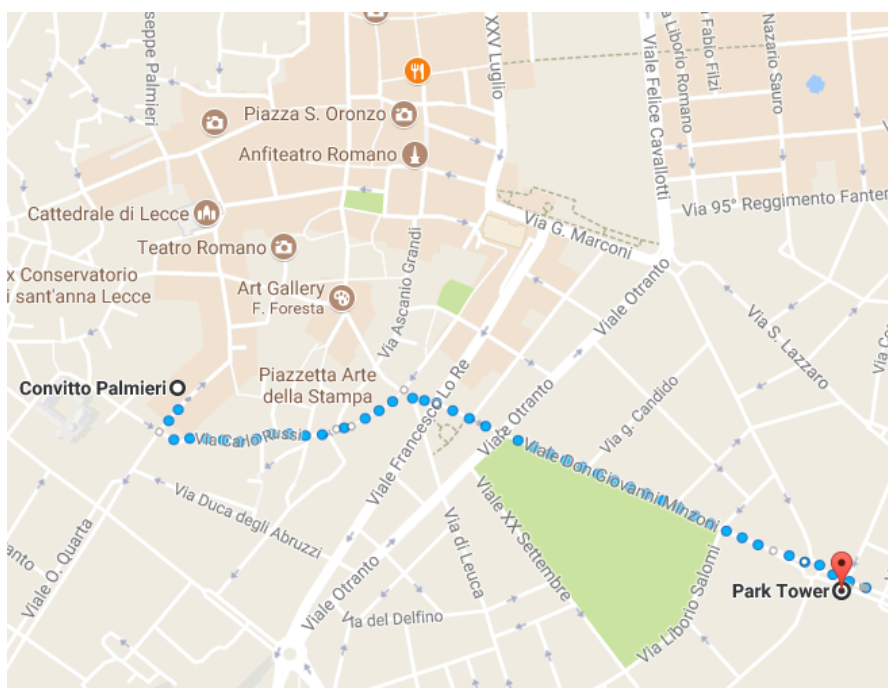 seppe Palmieri
XXV Luglio
Viale Felice Cavallotti
Via Liborio Romano
Via Fabio Filzi
Nazario Sauro
Piazza S. Oronzo
Anfiteatro Romano
Via 95° Reggimento Fanter
Cattedrale di Lecce
Via G. Marconi
Teatro Romano
x Conservatorio
i sant'anna Lecce
Art Gallery
F. Foresta
Via Ascanio Grandi
Viale Otranto
Via S. Lazzaro
Via Co
Convitto Palmieri
Piazzetta Arte
della Stampa
Viale Francesco Lo Re
Viale Otranto
Via g. Candido
Via Carlo Russi
Viale Don Giovanni Minzoni
Via Duca degli Abruzzi
Viale XX Settembre
Via di Leuca
anto
Viale O. Quarta
Viale Otranto
Via del Delfino
Via Liborio Salomi
Park Tower